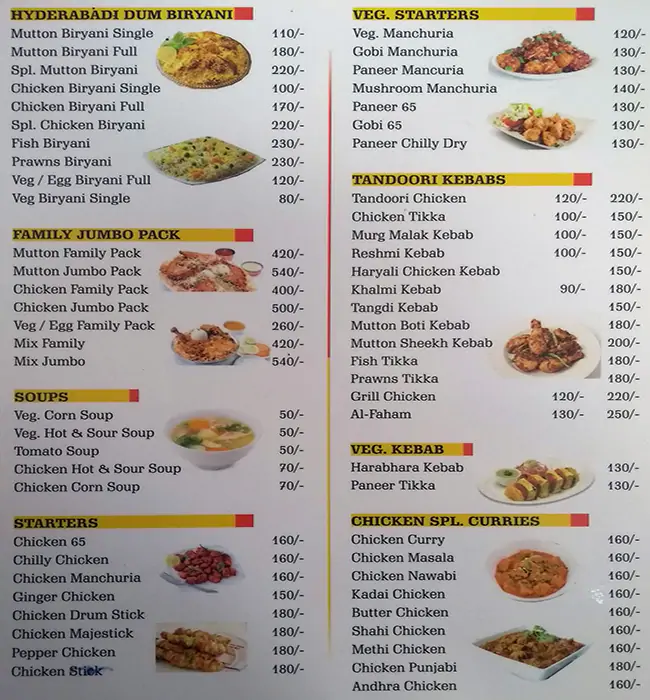 HYDERABADI DUM BIRYANI
Mutton Biryani Single 110/-
Mutton Biryani Full 180/-
Spl. Mutton Biryani 220/-
Chicken Biryani Single 100/-
Chicken Biryani Full 170/-
Spl. Chicken Biryani 220/-
Fish Biryani 230/-
Prawns Biryani 230/-
Veg / Egg Biryani Full 120/-
Veg Biryani Single 80/-
FAMILY JUMBO PACK
Mutton Family Pack 420/-
Mutton Jumbo Pack 540/-
Chicken Family Pack 400/-
Chicken Jumbo Pack 500/-
Veg / Egg Family Pack 260/-
Mix Family 420/-
Mix Jumbo 540/-
SOUPS
Veg. Corn Soup 50/-
Veg. Hot & Sour Soup 50/-
Tomato Soup 50/-
Chicken Hot & Sour Soup 70/-
Chicken Corn Soup 70/-
STARTERS
Chicken 65 160/-
Chilly Chicken 160/-
Chicken Manchuria 160/-
Ginger Chicken 150/-
Chicken Drum Stick 180/-
Chicken Majestick 180/-
Pepper Chicken 180/-
Chicken Stick 180/-
VEG. STARTERS
Veg. Manchuria 120/-
Gobi Manchuria 130/-
Paneer Mancuria 130/-
Mushroom Manchuria 140/-
Paneer 65 130/-
Gobi 65 130/-
Paneer Chilly Dry 130/-
TANDOORI KEBABS
Tandoori Chicken 120/- 220/-
Chicken Tikka 100/- 150/-
Murg Malak Kebab 100/- 150/-
Reshmi Kebab 100/- 150/-
Haryali Chicken Kebab 150/-
Khalmi Kebab 90/- 180/-
Tangdi Kebab 150/-
Mutton Boti Kebab 180/-
Mutton Sheekh Kebab 200/-
Fish Tikka 180/-
Prawns Tikka 180/-
Grill Chicken 120/- 220/-
Al-Faham 130/- 250/-
VEG. KEBAB
Harabhara Kebab 130/-
Paneer Tikka 130/-
CHICKEN SPL. CURRIES
Chicken Curry 160/-
Chicken Masala 160/-
Chicken Nawabi 160/-
Kadai Chicken 160/-
Butter Chicken 160/-
Shahi Chicken 160/-
Methi Chicken 160/-
Chicken Punjabi 160/-
Andhra Chicken 160/-